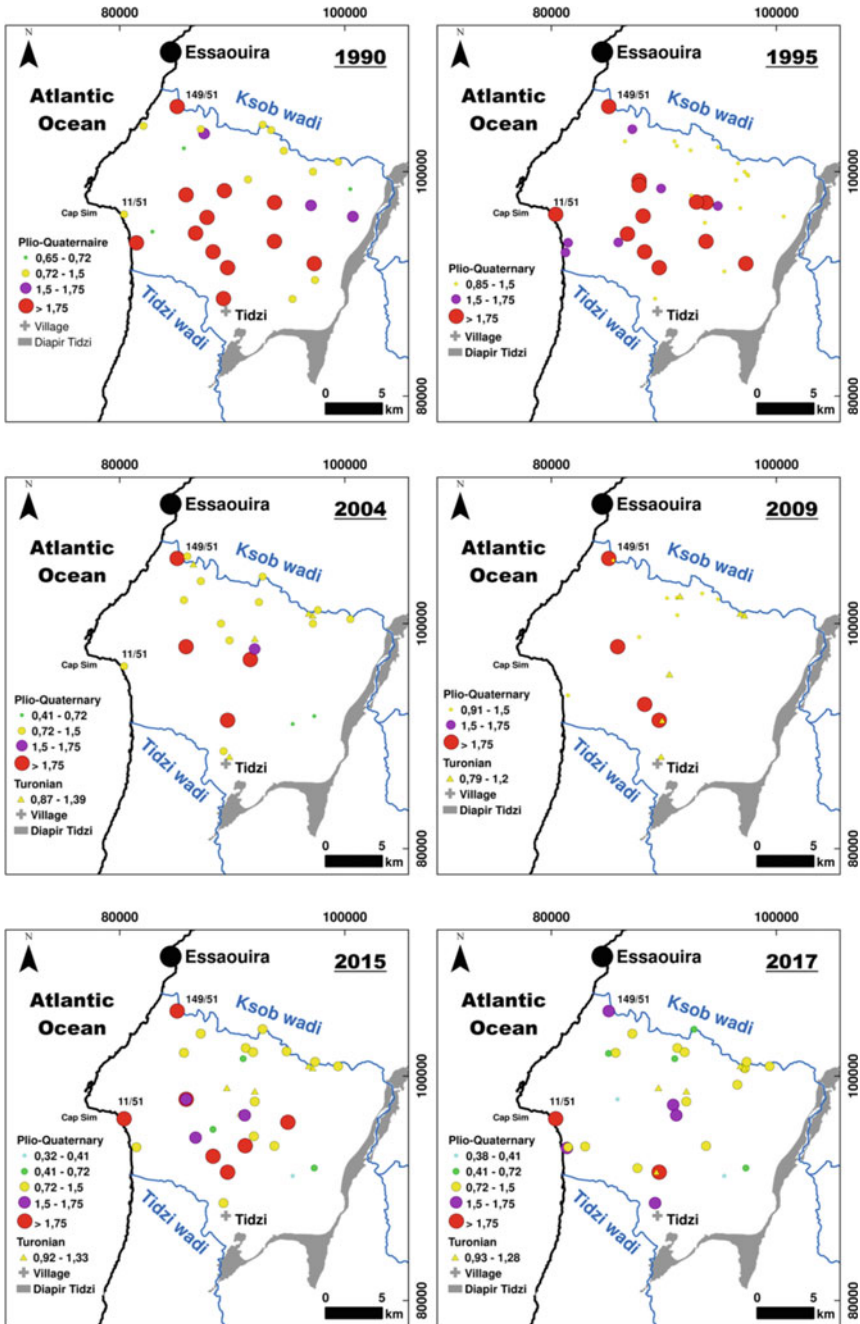 80000 100000
N
Essaouira
1990
149/51
Atlantic
Ocean
Ksob wadi
100000
11/51
Cap Sim
Plio-Quaternaire
0,65 - 0,72
0,72 - 1,5
1,5 - 1,75
> 1,75
Village
Diapir Tidzi
Tidzi wadi
Tidzi
0 5
km
80000
80000 100000
N
Essaouira
1995
149/51
Atlantic
Ocean
Ksob wadi
100000
11/51
Cap Sim
Plio-Quaternary
0,85 - 1,5
1,5 - 1,75
> 1,75
Village
Diapir Tidzi
Tidzi wadi
Tidzi
0 5
km
80000
80000 100000
N
Essaouira
2004
149/51
Atlantic
Ocean
Ksob wadi
100000
11/51
Cap Sim
Plio-Quaternary
0,41 - 0,72
0,72 - 1,5
1,5 - 1,75
> 1,75
Turonian
0,87 - 1,39
Village
Diapir Tidzi
Tidzi wadi
Tidzi
0 5
km
80000
80000 100000
N
Essaouira
2009
149/51
Atlantic
Ocean
Ksob wadi
100000
Cap Sim
Plio-Quaternary
0,91 - 1,5
1,5 - 1,75
> 1,75
Turonian
0,79 - 1,2
Village
Diapir Tidzi
Tidzi wadi
Tidzi
0 5
km
80000
80000 100000
N
Essaouira
2015
149/51
Atlantic
Ocean
Ksob wadi
100000
11/51
Cap Sim
Plio-Quaternary
0,32 - 0,41
0,41 - 0,72
0,72 - 1,5
1,5 - 1,75
> 1,75
Turonian
0,92 - 1,33
Village
Diapir Tidzi
Tidzi wadi
Tidzi
0 5
km
80000
80000 100000
N
Essaouira
2017
149/51
Atlantic
Ocean
Ksob wadi
100000
11/51
Cap Sim
Plio-Quaternary
0,38 - 0,41
0,41 - 0,72
0,72 - 1,5
1,5 - 1,75
> 1,75
Turonian
0,93 - 1,28
Village
Diapir Tidzi
Tidzi wadi
Tidzi
0 5
km
80000